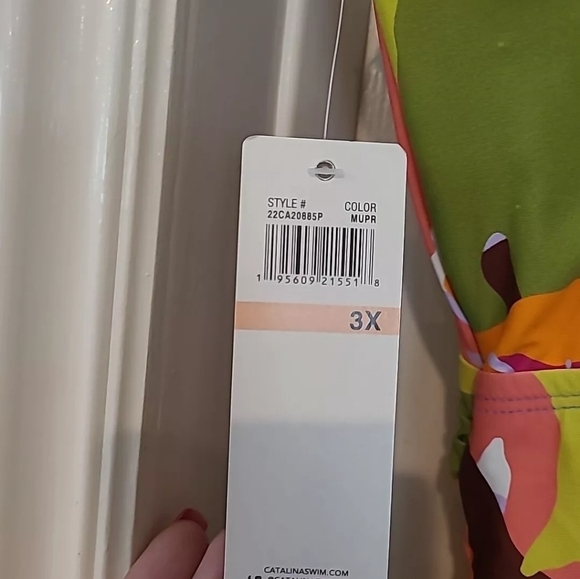 STYLE # COLOR
22CA20885P MUPR
1 95609 21551 8
3X
CATALINASWIM.COM